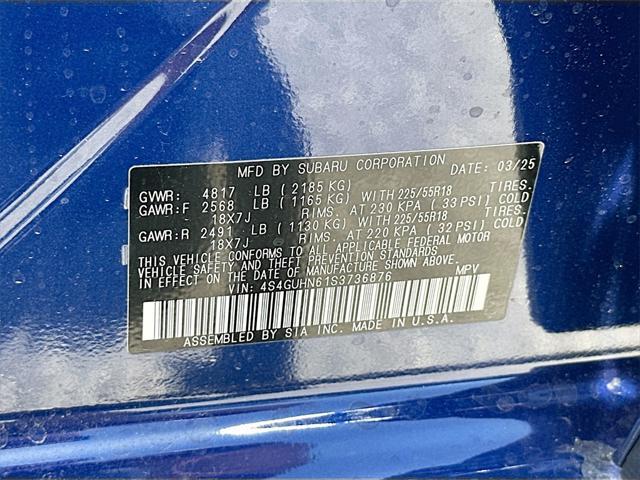 MFD BY SUBARU CORPORATION DATE: 03/25
GVWR: 4817 LB ( 2185 KG)
GAWR: F 2568 LB ( 1165 KG) WITH 225/55R18 TIRES.
18X7J RIMS. AT 230 KPA ( 33 PSI) COLD
GAWR: R 2491 LB ( 1130 KG) WITH 225/55R18 TIRES.
18X7J RIMS. AT 220 KPA ( 32 PSI) COLD
THIS VEHICLE CONFORMS TO ALL APPLICABLE FEDERAL MOTOR
VEHICLE SAFETY AND THEFT PREVENTION STANDARDS
IN EFFECT ON THE DATE OF MANUFACTURE SHOWN ABOVE.
VIN: 4S4GUHN61S3736876 MPV
ASSEMBLED BY SIA INC. MADE IN U.S.A.